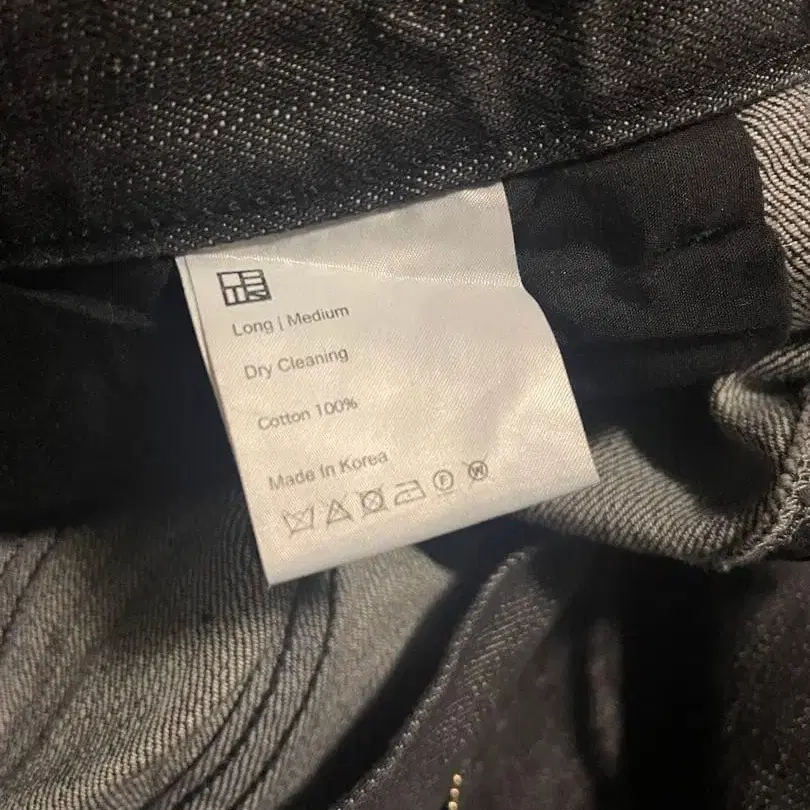 Long | Medium
Dry Cleaning
Cotton 100%
Made In Korea
F W